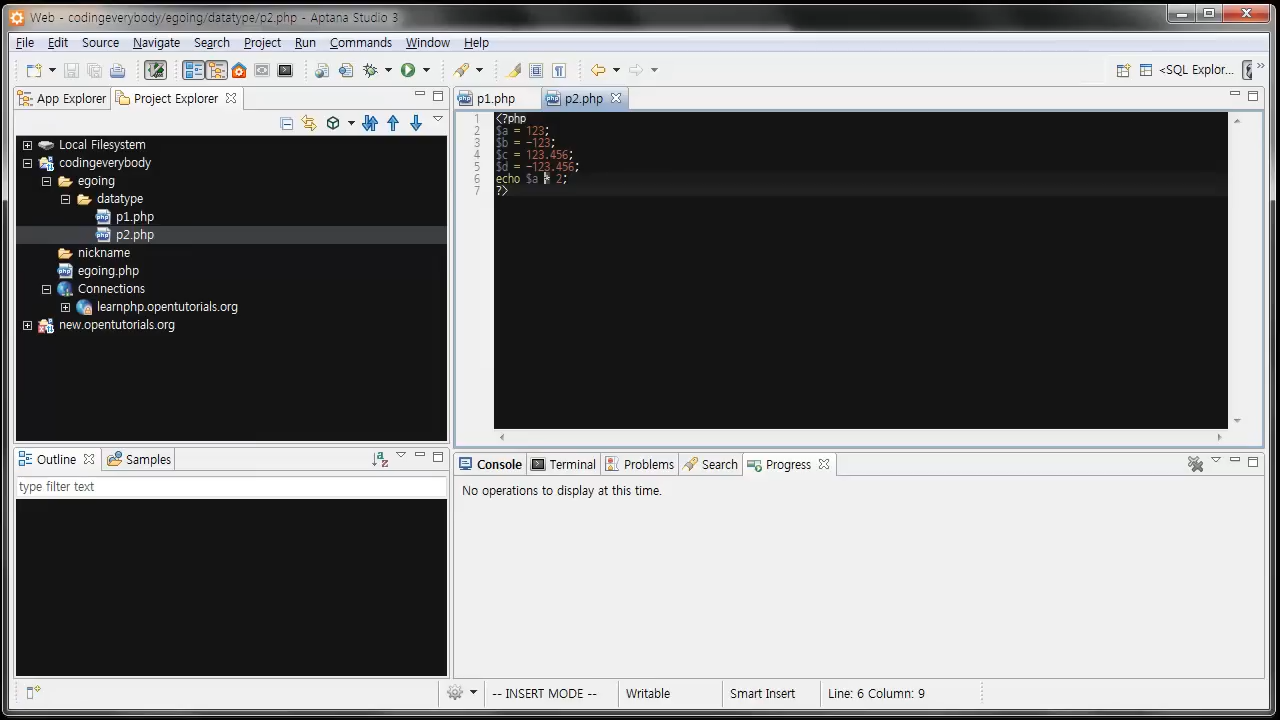 Web - codingeverybody/egoing/datatype/p2.php - Aptana Studio 3
File Edit Source Navigate Search Project Run Commands Window Help
<SQL Explor...
App Explorer Project Explorer
Local Filesystem
codingeverybody
egoing
datatype
p1.php
p2.php
nickname
egoing.php
Connections
learnphp.opentutorials.org
new.opentutorials.org
p1.php p2.php
1 <?php
2 $a = 123;
3 $b = -123;
4 $c = 123.456;
5 $d = -123.456;
6 echo $a 2;
7 ?>
Outline Samples
type filter text
Console Terminal Problems Search Progress
No operations to display at this time.
-- INSERT MODE -- Writable Smart Insert Line: 6 Column: 9